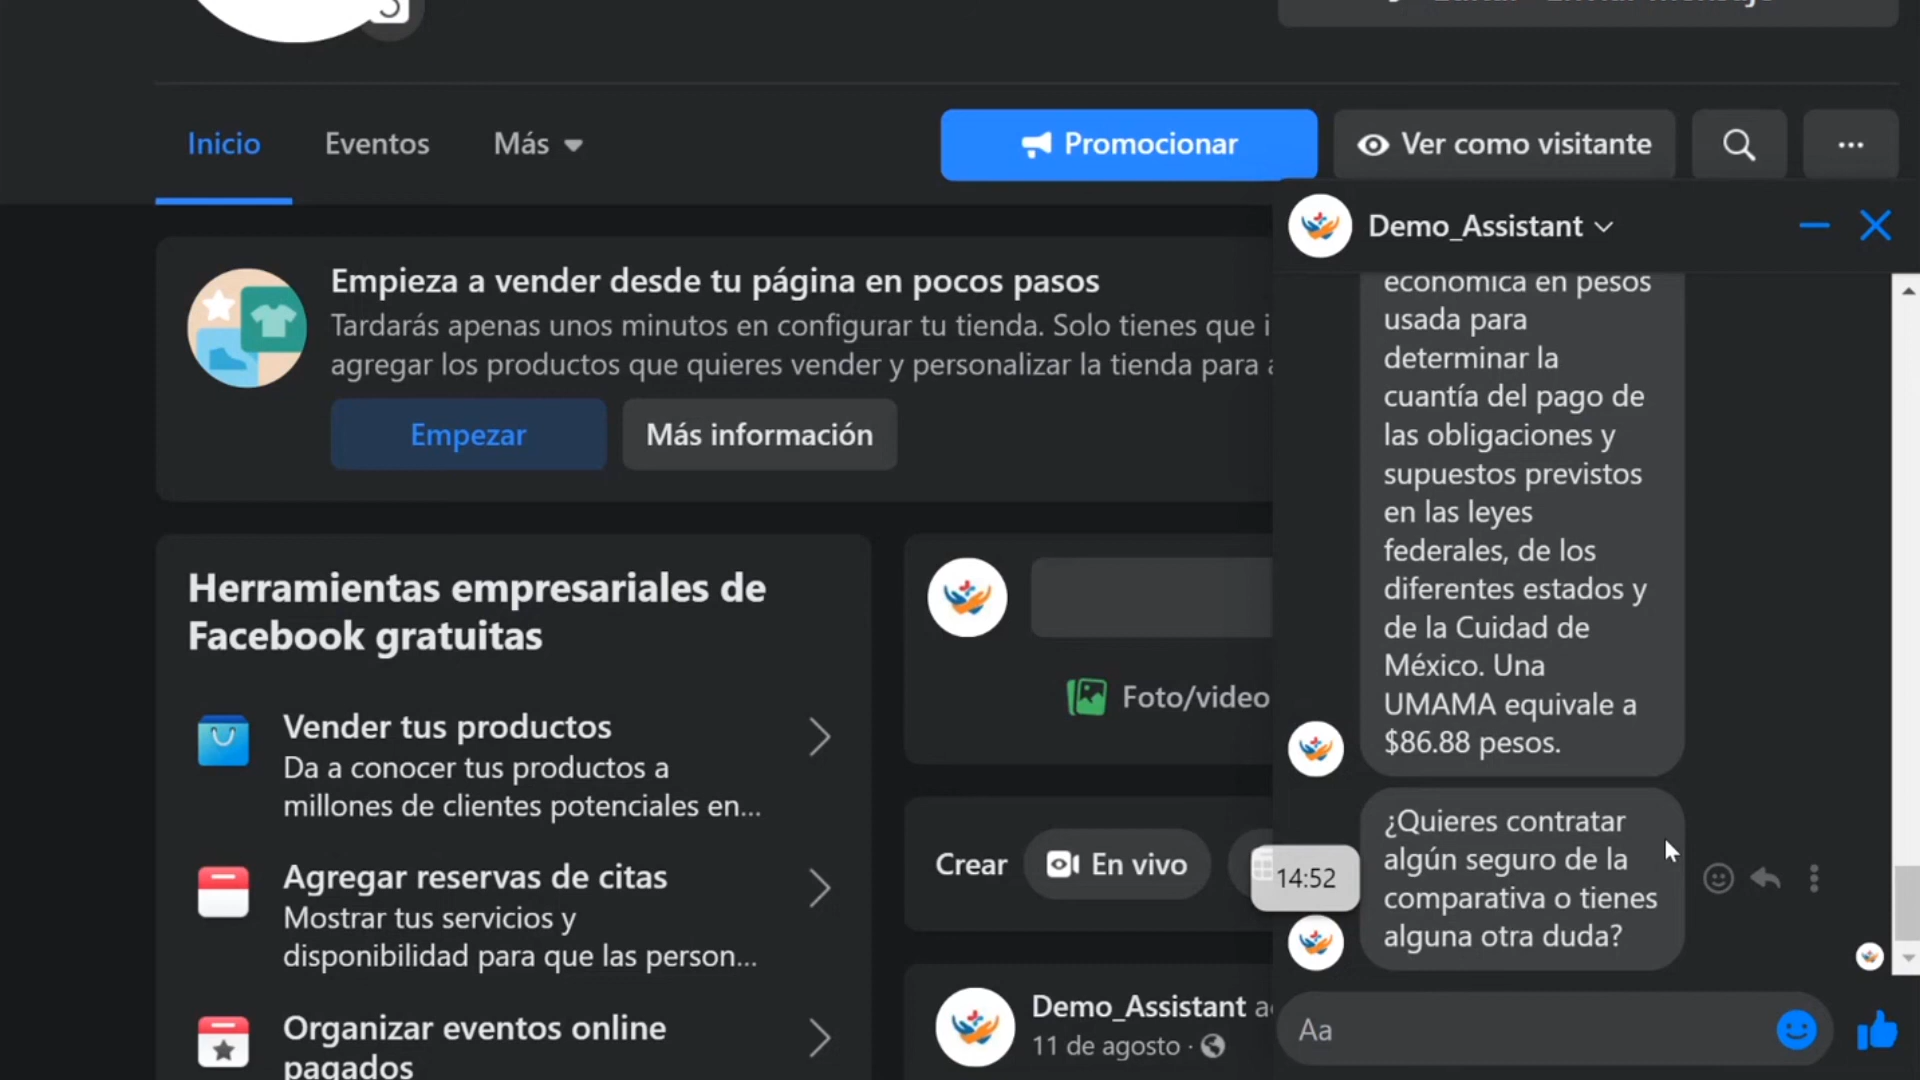 Inicio
Eventos
Más
Promocionar
Ver como visitante
Demo_Assistant
Empieza a vender desde tu página en pocos pasos
Tardarás apenas unos minutos en configurar tu tienda. Solo tienes que i
agregar los productos que quieres vender y personalizar la tienda para
Empezar
Más información
económica en pesos
usada para
determinar la
cuantía del pago de
las obligaciones y
supuestos previstos
en las leyes
federales, de los
diferentes estados y
de la Cuidad de
México. Una
UMAMA equivale a
$86.88 pesos.
Herramientas empresariales de
Facebook gratuitas
Vender tus productos
Da a conocer tus productos a
millones de clientes potenciales en...
Agregar reservas de citas
Mostrar tus servicios y
disponibilidad para que las person...
Organizar eventos online
pagados
Foto/video
Crear
En vivo
14:52
¿Quieres contratar
algún seguro de la
comparativa o tienes
alguna otra duda?
Demo_Assistant
11 de agosto ·
Aa